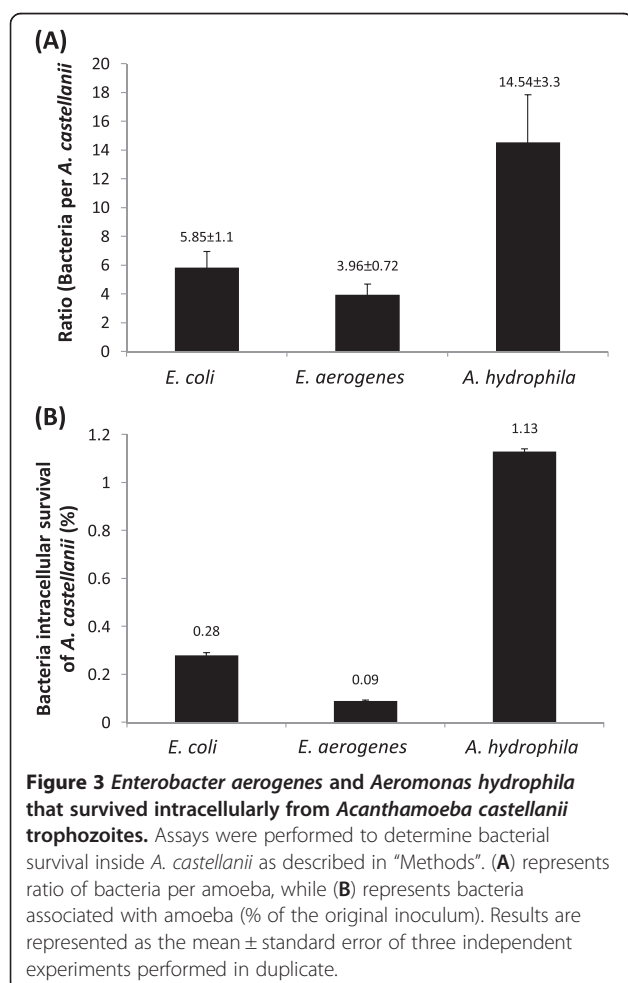 (A)
Ratio (Bacteria per A. castellanii
20
18
16
14
12
10
8
6
4
2
0
5.85±1.1
3.96±0.72
14.54±3.3
E. coli
E. aerogenes
A. hydrophila
(B)
Bacteria intracellular survival
of A. castellanii (%)
1.2
1
0.8
0.6
0.4
0.2
0
0.28
0.09
1.13
E. coli
E. aerogenes
A. hydrophila
Figure 3 Enterobacter aerogenes and Aeromonas hydrophila
that survived intracellularly from Acanthamoeba castellanii
trophozoites. Assays were performed to determine bacterial
survival inside A. castellanii as described in “Methods”. (A) represents
ratio of bacteria per amoeba, while (B) represents bacteria
associated with amoeba (% of the original inoculum). Results are
represented as the mean ± standard error of three independent
experiments performed in duplicate.